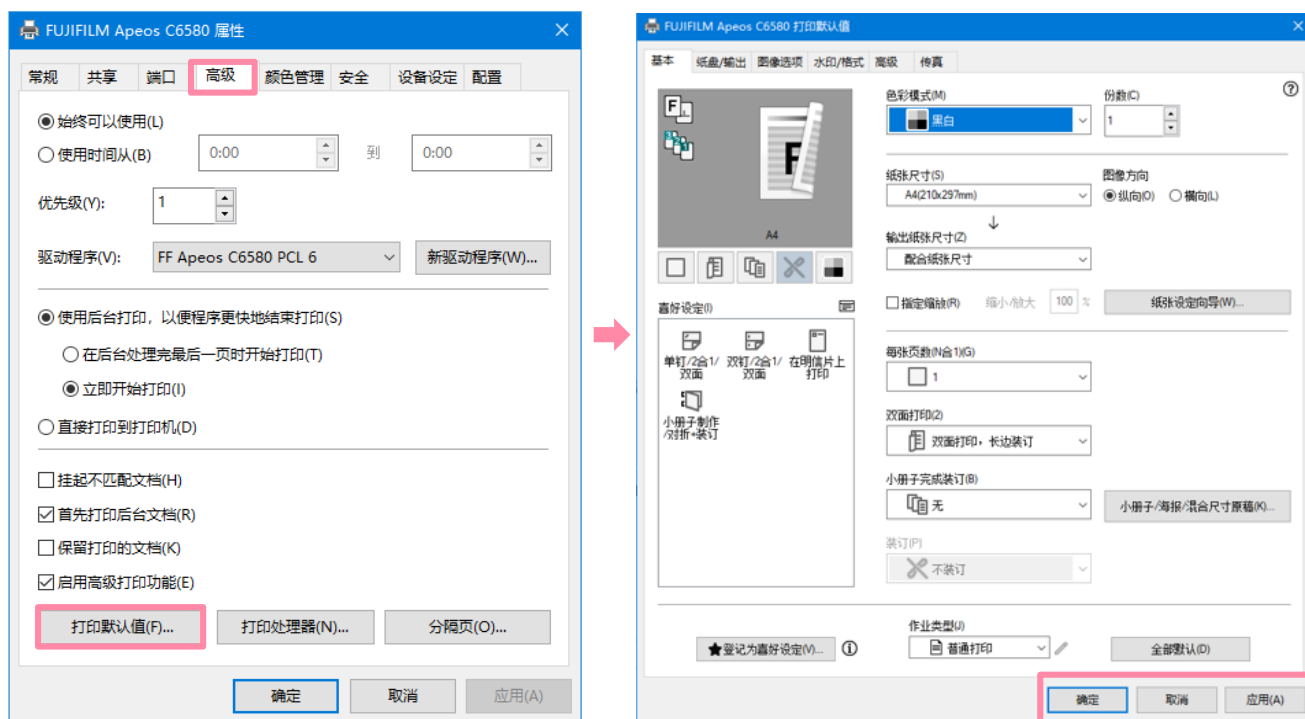 FUJIFILM Apeos C6580 属性
常规 共享 端口 高级 颜色管理 安全 设备设定 配置
始终可以使用(L)
使用时间从(B) 0:00 到 0:00
优先级(Y): 1
驱动程序(V): FF Apeos C6580 PCL 6 新驱动程序(W)...
使用后台打印，以便程序更快地结束打印(S)
在后台处理完最后一页时开始打印(T)
立即开始打印(I)
直接打印到打印机(D)
挂起不匹配文档(H)
首先打印后台文档(R)
保留打印的文档(K)
启用高级打印功能(E)
打印默认值(F)... 打印处理器(N)... 分隔页(O)...
确定 取消 应用(A)
FUJIFILM Apeos C6580 打印默认值
基本 纸盘/输出 图像选项 水印/格式 高级 传真
A4
喜好设定(I)
单钉/2合1/
双面
双钉/2合1/
双面
在明信片上
打印
小册子制作
/对折+装订
色彩模式(M) 份数(C)
黑白 1
纸张尺寸(S) 图像方向
A4(210x297mm) 纵向(O) 横向(L)
输出纸张尺寸(Z)
配合纸张尺寸
指定缩放(R) 缩小/放大 100 % 纸张设定向导(W)...
每张页数(N合1)(G)
1
双面打印(2)
双面打印，长边装订
小册子完成装订(B)
无 小册子/海报/混合尺寸原稿(K)...
装订(P)
不装订
作业类型(J)
★登记为喜好设定(V)... 普通打印 全部默认(D)
确定 取消 应用(A)